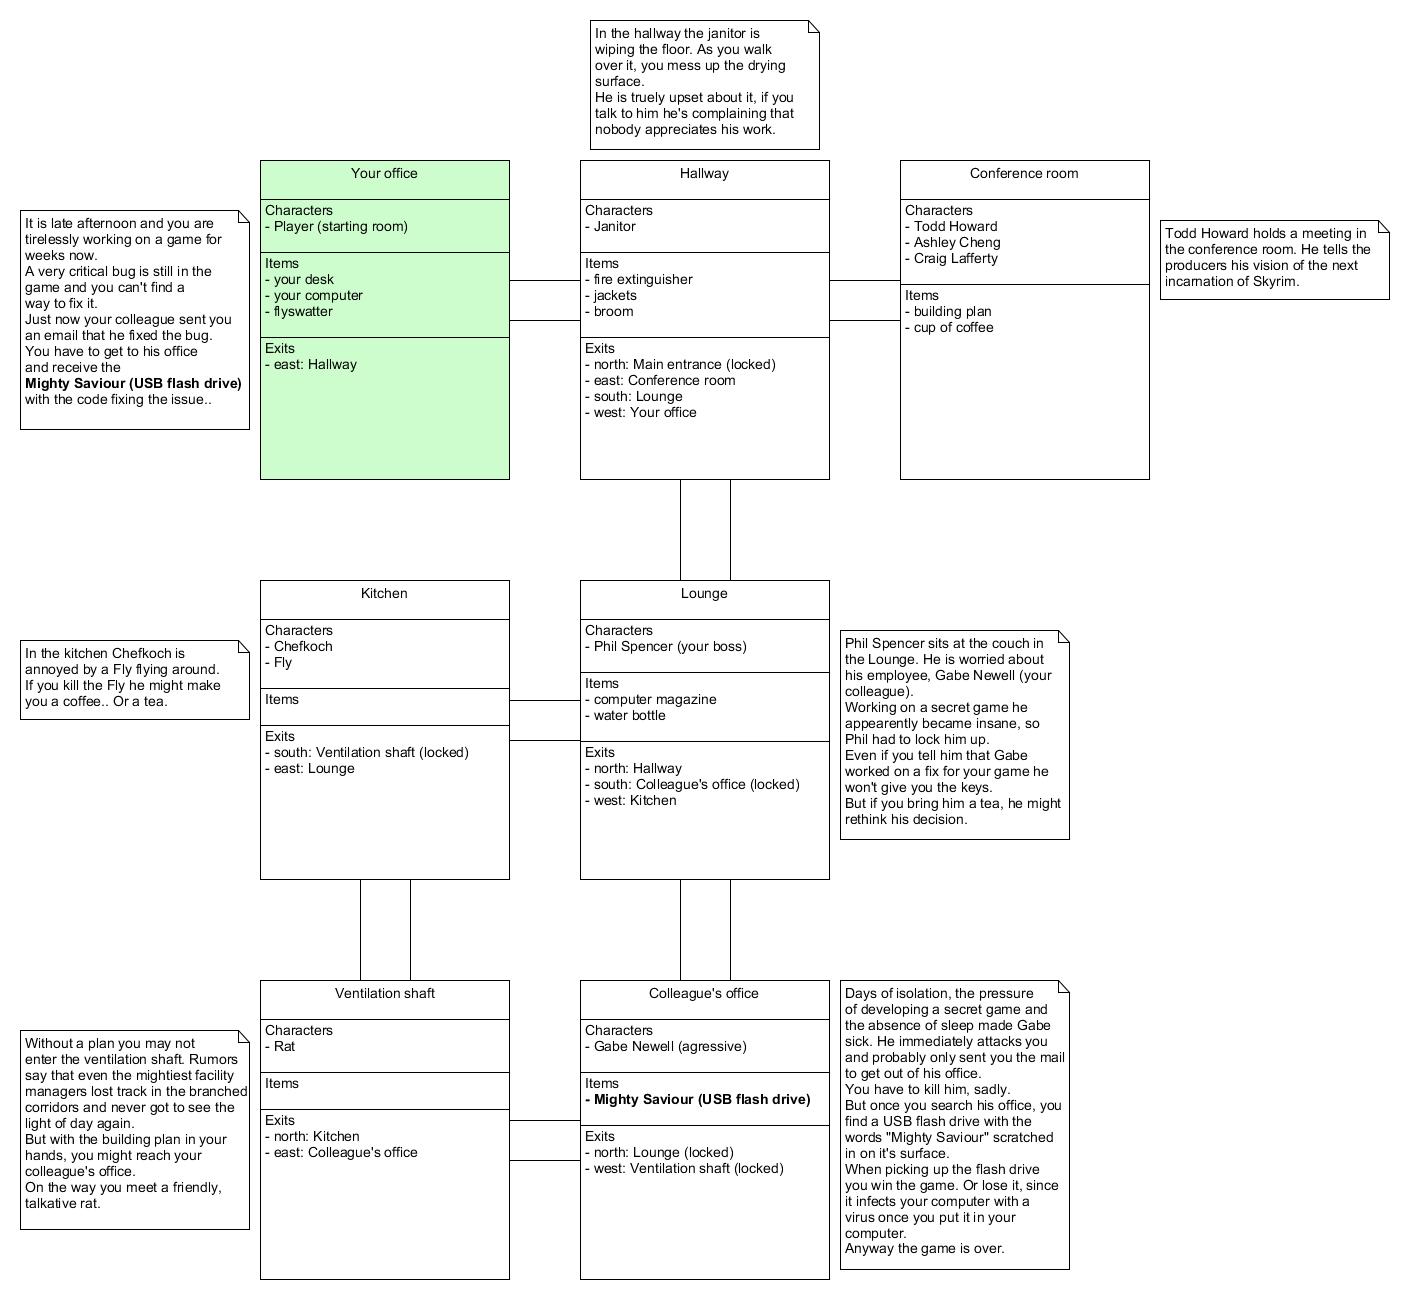 In the hallway the janitor is
wiping the floor. As you walk
over it, you mess up the drying
surface.
He is truely upset about it, if you
talk to him he's complaining that
nobody appreciates his work.
It is late afternoon and you are
tirelessly working on a game for
weeks now.
A very critical bug is still in the
game and you can't find a
way to fix it.
Just now your colleague sent you
an email that he fixed the bug.
You have to get to his office
and receive the
Mighty Saviour (USB flash drive)
with the code fixing the issue..
Your office
Characters
- Player (starting room)
Items
- your desk
- your computer
- flyswatter
Exits
- east: Hallway
Hallway
Characters
- Janitor
Items
- fire extinguisher
- jackets
- broom
Exits
- north: Main entrance (locked)
- east: Conference room
- south: Lounge
- west: Your office
Conference room
Characters
- Todd Howard
- Ashley Cheng
- Craig Lafferty
Items
- building plan
- cup of coffee
Todd Howard holds a meeting in
the conference room. He tells the
producers his vision of the next
incarnation of Skyrim.
In the kitchen Chefkoch is
annoyed by a Fly flying around.
If you kill the Fly he might make
you a coffee.. Or a tea.
Kitchen
Characters
- Chefkoch
- Fly
Items
Exits
- south: Ventilation shaft (locked)
- east: Lounge
Lounge
Characters
- Phil Spencer (your boss)
Items
- computer magazine
- water bottle
Exits
- north: Hallway
- south: Colleague's office (locked)
- west: Kitchen
Phil Spencer sits at the couch in
the Lounge. He is worried about
his employee, Gabe Newell (your
colleague).
Working on a secret game he
appearently became insane, so
Phil had to lock him up.
Even if you tell him that Gabe
worked on a fix for your game he
won't give you the keys.
But if you bring him a tea, he might
rethink his decision.
Without a plan you may not
enter the ventilation shaft. Rumors
say that even the mightiest facility
managers lost track in the branched
corridors and never got to see the
light of day again.
But with the building plan in your
hands, you might reach your
colleague's office.
On the way you meet a friendly,
talkative rat.
Ventilation shaft
Characters
- Rat
Items
Exits
- north: Kitchen
- east: Colleague's office
Colleague's office
Characters
- Gabe Newell (agressive)
Items
- Mighty Saviour (USB flash drive)
Exits
- north: Lounge (locked)
- west: Ventilation shaft (locked)
Days of isolation, the pressure
of developing a secret game and
the absence of sleep made Gabe
sick. He immediately attacks you
and probably only sent you the mail
to get out of his office.
You have to kill him, sadly.
But once you search his office, you
find a USB flash drive with the
words "Mighty Saviour" scratched
in on it's surface.
When picking up the flash drive
you win the game. Or lose it, since
it infects your computer with a
virus once you put it in your
computer.
Anyway the game is over.